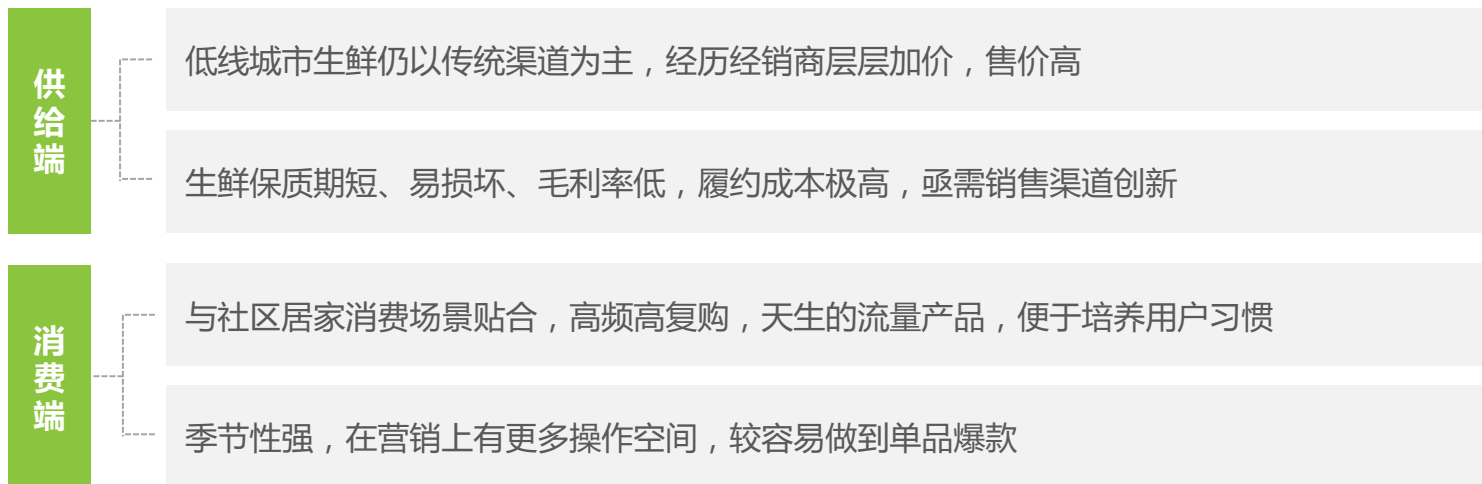 供给端
低线城市生鲜仍以传统渠道为主，经历经销商层层加价，售价高
生鲜保质期短、易损坏、毛利率低，履约成本极高，亟需销售渠道创新
消费端
与社区居家消费场景贴合，高频高复购，天生的流量产品，便于培养用户习惯
季节性强，在营销上有更多操作空间，较容易做到单品爆款